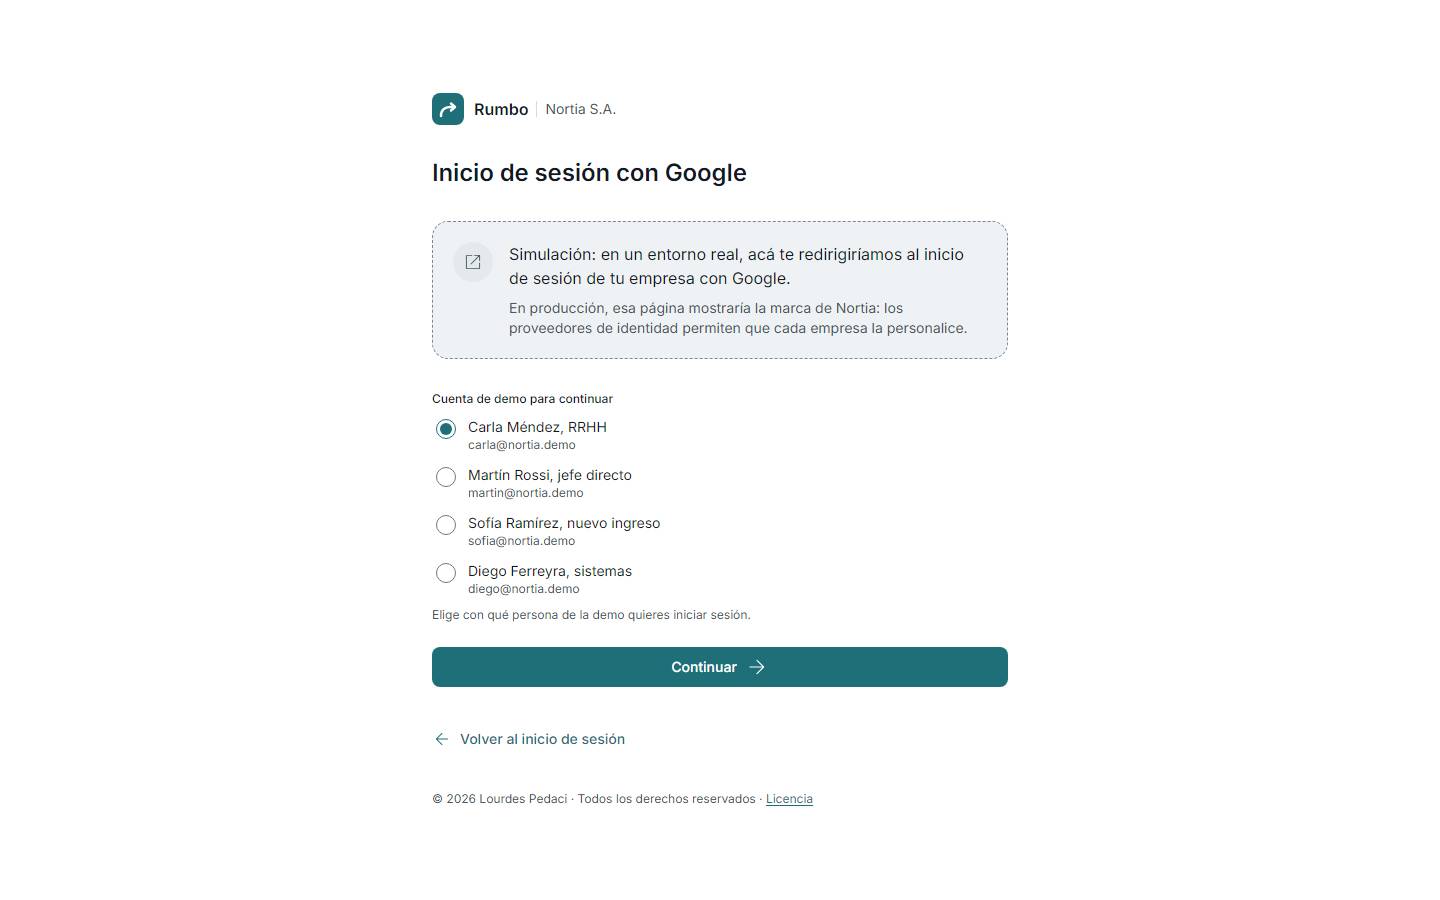 Rumbo
Nortia S.A.
Inicio de sesión con Google
Simulación: en un entorno real, acá te redirigiríamos al inicio
de sesión de tu empresa con Google.
En producción, esa página mostraría la marca de Nortia: los
proveedores de identidad permiten que cada empresa la personalice.
Cuenta de demo para continuar
Carla Méndez, RRHH
carla@nortia.demo
Martín Rossi, jefe directo
martin@nortia.demo
Sofía Ramírez, nuevo ingreso
sofia@nortia.demo
Diego Ferreyra, sistemas
diego@nortia.demo
Elige con qué persona de la demo quieres iniciar sesión.
Continuar
Volver al inicio de sesión
© 2026 Lourdes Pedaci · Todos los derechos reservados · Licencia